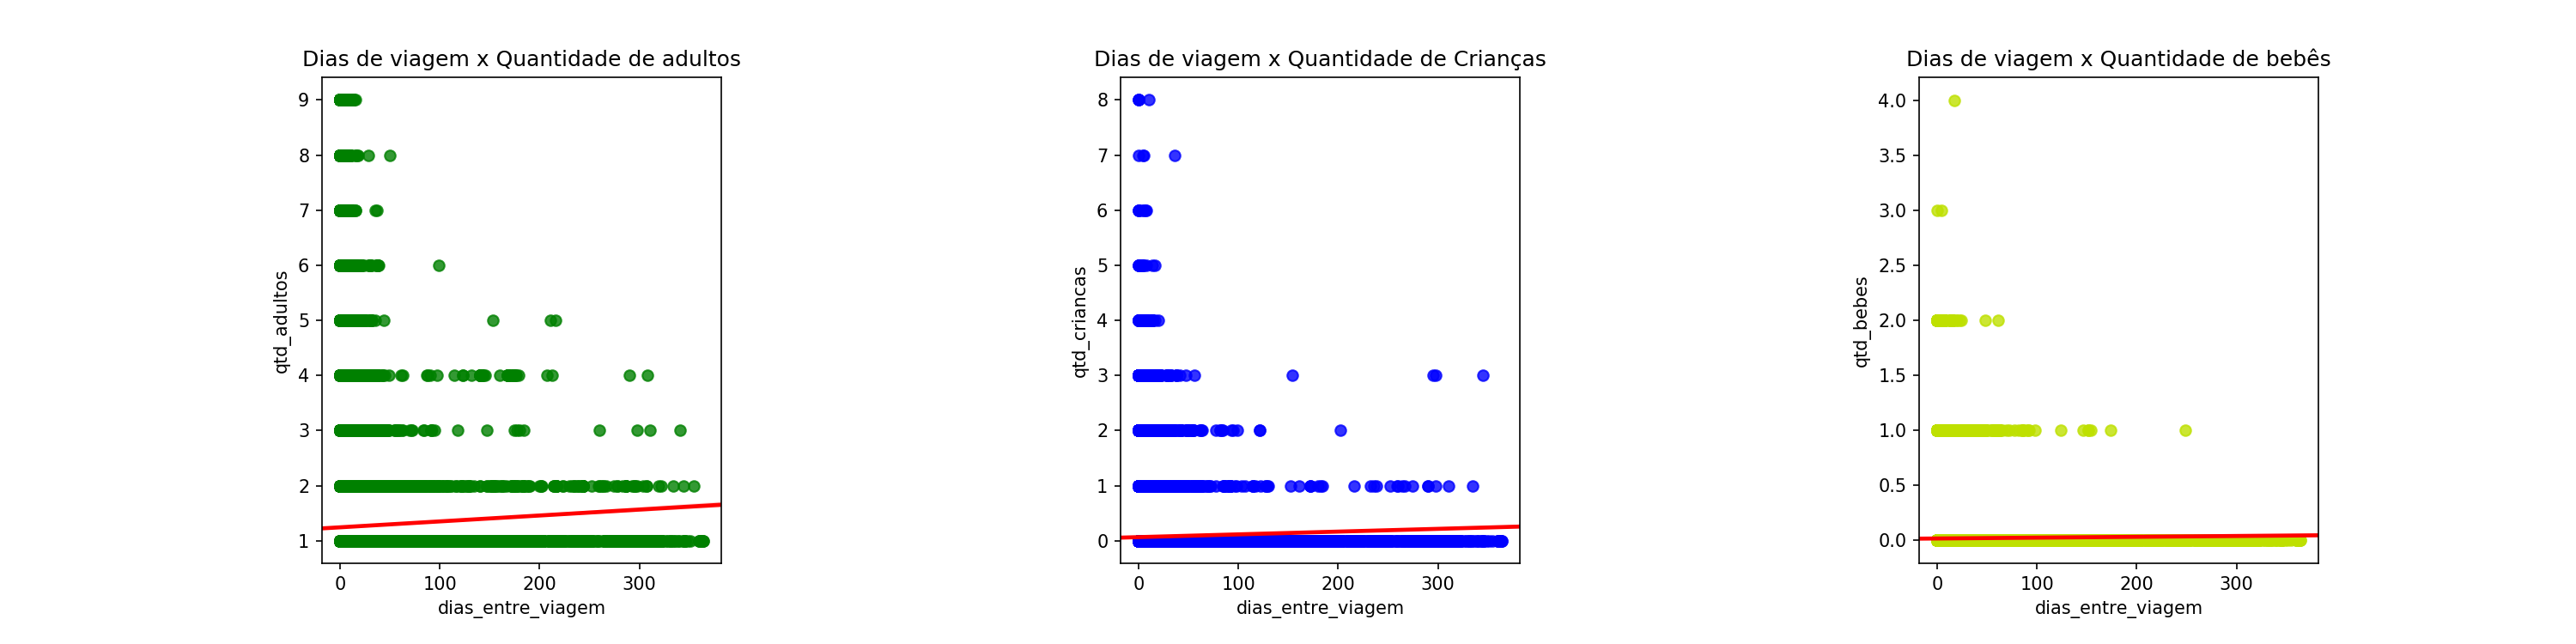 Dias de viagem x Quantidade de adultos
9
8
7
6
5
4
3
2
1
qtd_adultos
0 100 200 300
dias_entre_viagem
Dias de viagem x Quantidade de Crianças
8
7
6
5
4
3
2
1
0
qtd_criancas
0 100 200 300
dias_entre_viagem
Dias de viagem x Quantidade de bebês
4.0
3.5
3.0
2.5
2.0
1.5
1.0
0.5
0.0
qtd_bebes
0 100 200 300
dias_entre_viagem